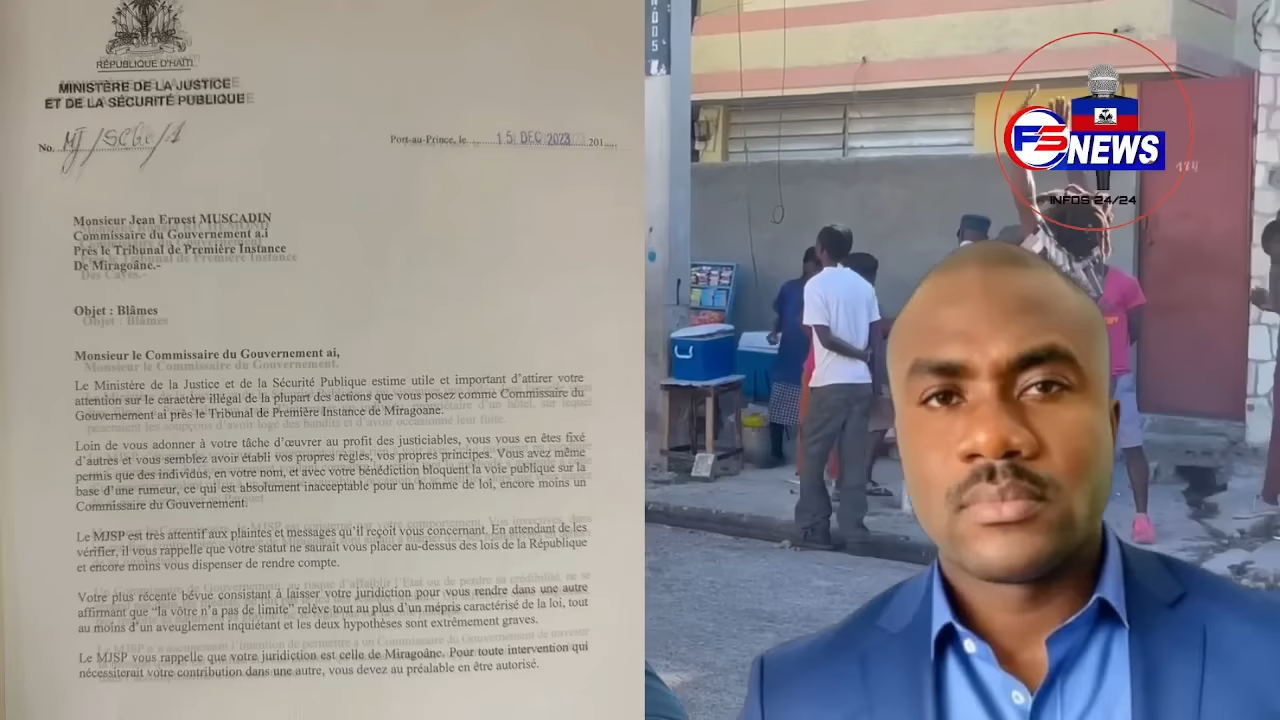 RÉPUBLIQUE D'HAÏTI
MINISTÈRE DE LA JUSTICE
ET DE LA SÉCURITÉ PUBLIQUE
No. MJ/SCGe/1
Port-au-Prince, le 15 DEC 2023 201
Monsieur Jean Ernest MUSCADIN
Commissaire du Gouvernement a.i
Près le Tribunal de Première Instance
De Miragoâne.-
Objet : Blâmes
Monsieur le Commissaire du Gouvernement ai,
Le Ministère de la Justice et de la Sécurité Publique estime utile et important d'attirer votre
attention sur le caractère illégal de la plupart des actions que vous posez comme Commissaire du
Gouvernement ai près le Tribunal de Première Instance de Miragoane.
Loin de vous adonner à votre tâche d'œuvrer au profit des justiciables, vous vous en êtes fixé
d'autres et vous semblez avoir établi vos propres règles, vos propres principes. Vous avez même
permis que des individus, en votre nom, et avec votre bénédiction bloquent la voie publique sur la
base d'une rumeur, ce qui est absolument inacceptable pour un homme de loi, encore moins un
Commissaire du Gouvernement.
Le MJSP est très attentif aux plaintes et messages qu'il reçoit vous concernant. En attendant de les
vérifier, il vous rappelle que votre statut ne saurait vous placer au-dessus des lois de la République
et encore moins vous dispenser de rendre compte.
Votre plus récente bévue consistant à laisser votre juridiction pour vous rendre dans une autre
affirmant que "la vôtre n'a pas de limite" relève tout au plus d'un mépris caractérisé de la loi, tout
au moins d'un aveuglement inquiétant et les deux hypothèses sont extrêmement graves.
Le MJSP vous rappelle que votre juridiction est celle de Miragoâne. Pour toute intervention qui
nécessiterait votre contribution dans une autre, vous devez au préalable en être autorisé.
FS NEWS
INFOS 24/24